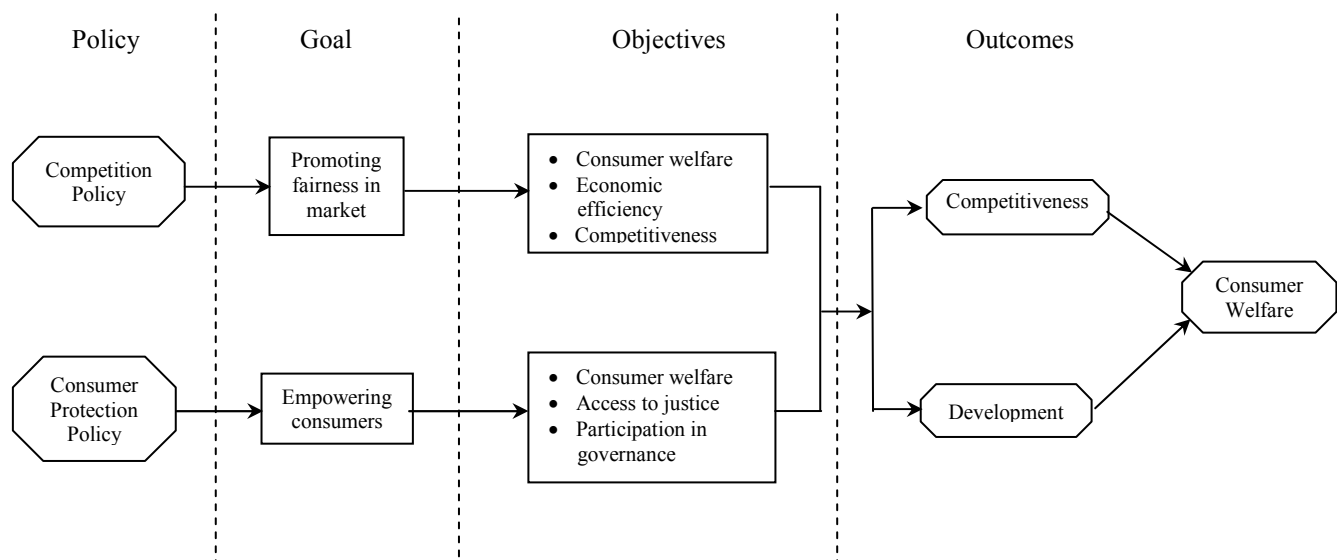 Policy
Goal
Objectives
Outcomes
Competition
Policy
Promoting
fairness in
market
• Consumer welfare
• Economic
efficiency
• Competitiveness
Competitiveness
Consumer
Welfare
Consumer
Protection
Policy
Empowering
consumers
• Consumer welfare
• Access to justice
• Participation in
governance
Development